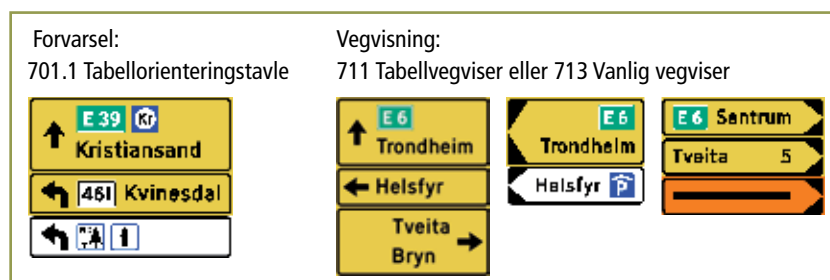 Forvarsel:
701.1 Tabellorienteringstavle
E 39 Kr
Kristiansand
461 Kvinesdal
Vegvisning:
711 Tabellvegviser eller 713 Vanlig vegviser
E 6
Trondheim
Helsfyr
Tveita
Bryn
E 6
Trondheim
Helsfyr P
E 6 Sentrum
Tveita 5